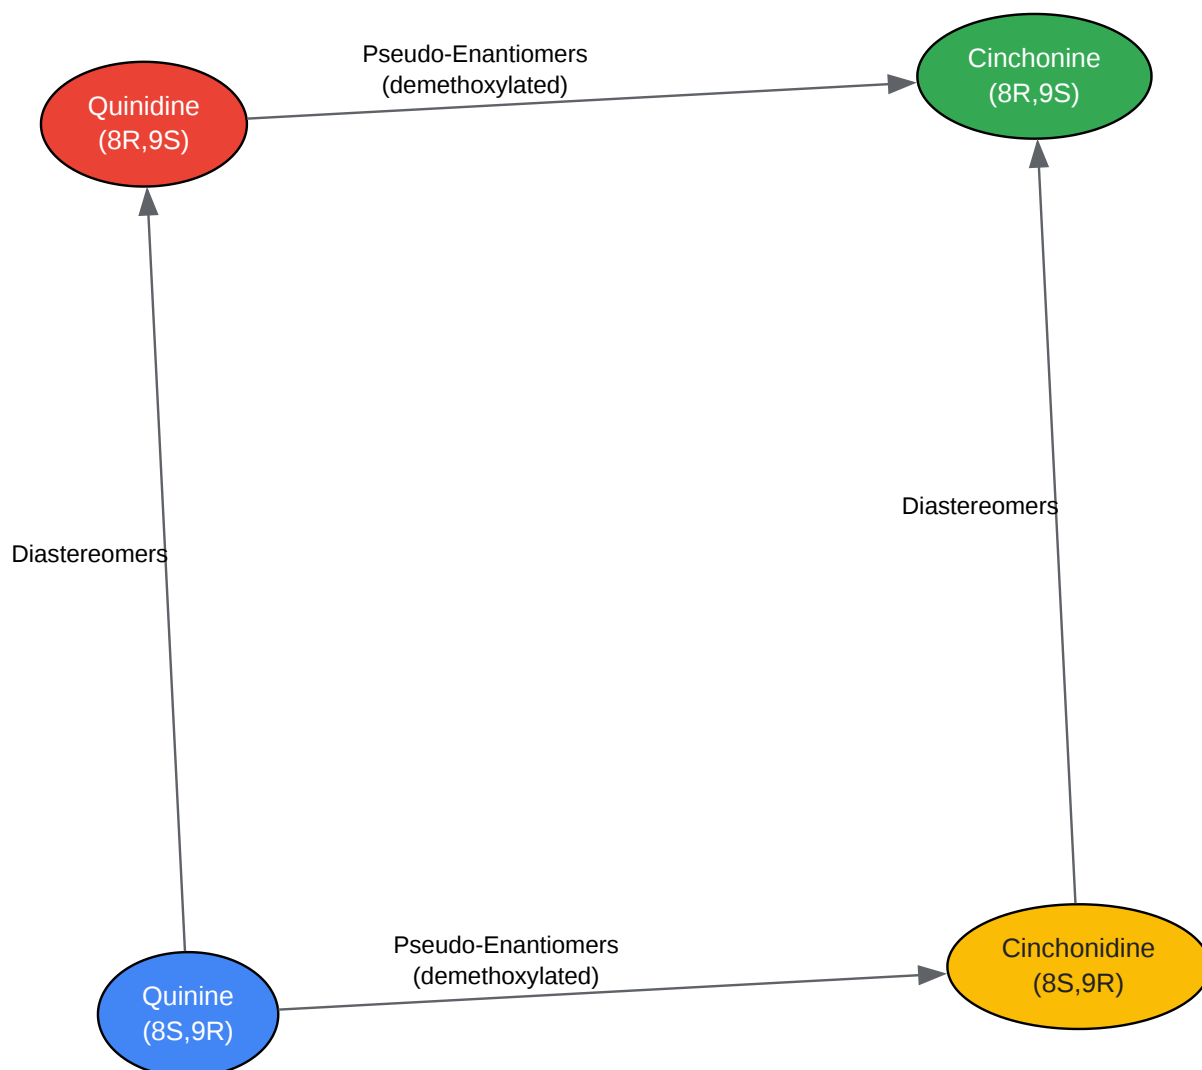 Pseudo-Enantiomers
(demethoxylated)
Cinchonine
(8R,9S)
Quinidine
(8R,9S)
Diastereomers
Diastereomers
Pseudo-Enantiomers
(demethoxylated)
Cinchonidine
(8S,9R)
Quinine
(8S,9R)